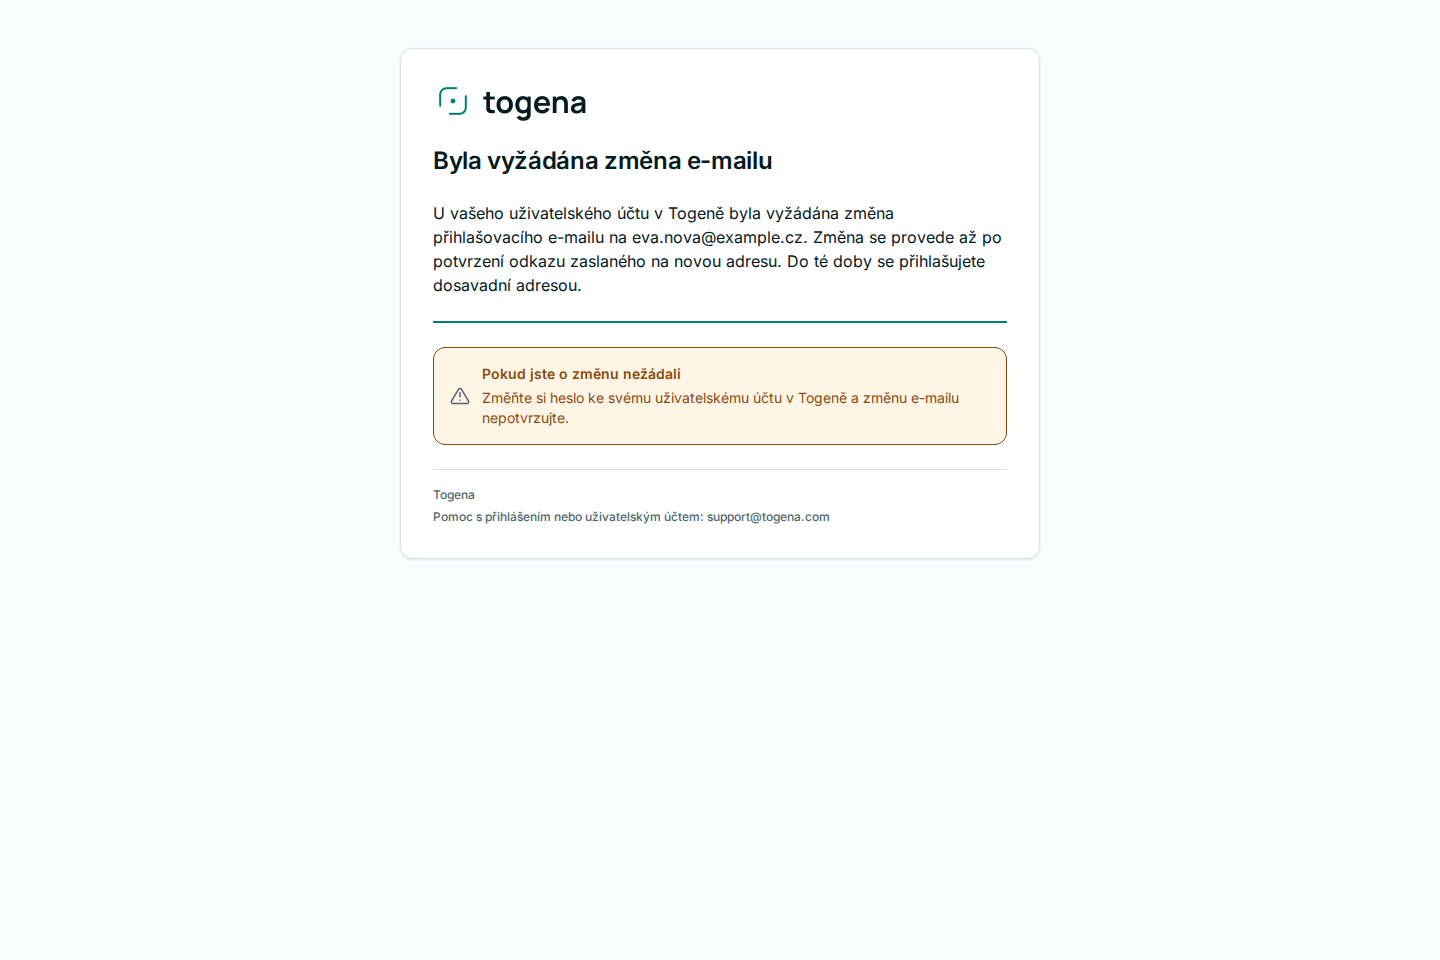 togena
Byla vyžádána změna e-mailu
U vašeho uživatelského účtu v Togeně byla vyžádána změna
přihlašovacího e-mailu na eva.nova@example.cz. Změna se provede až po
potvrzení odkazu zaslaného na novou adresu. Do té doby se přihlašujete
dosavadní adresou.
Pokud jste o změnu nežádali
Změňte si heslo ke svému uživatelskému účtu v Togeně a změnu e-mailu
nepotvrzujte.
Togena
Pomoc s přihlášením nebo uživatelským účtem: support@togena.com